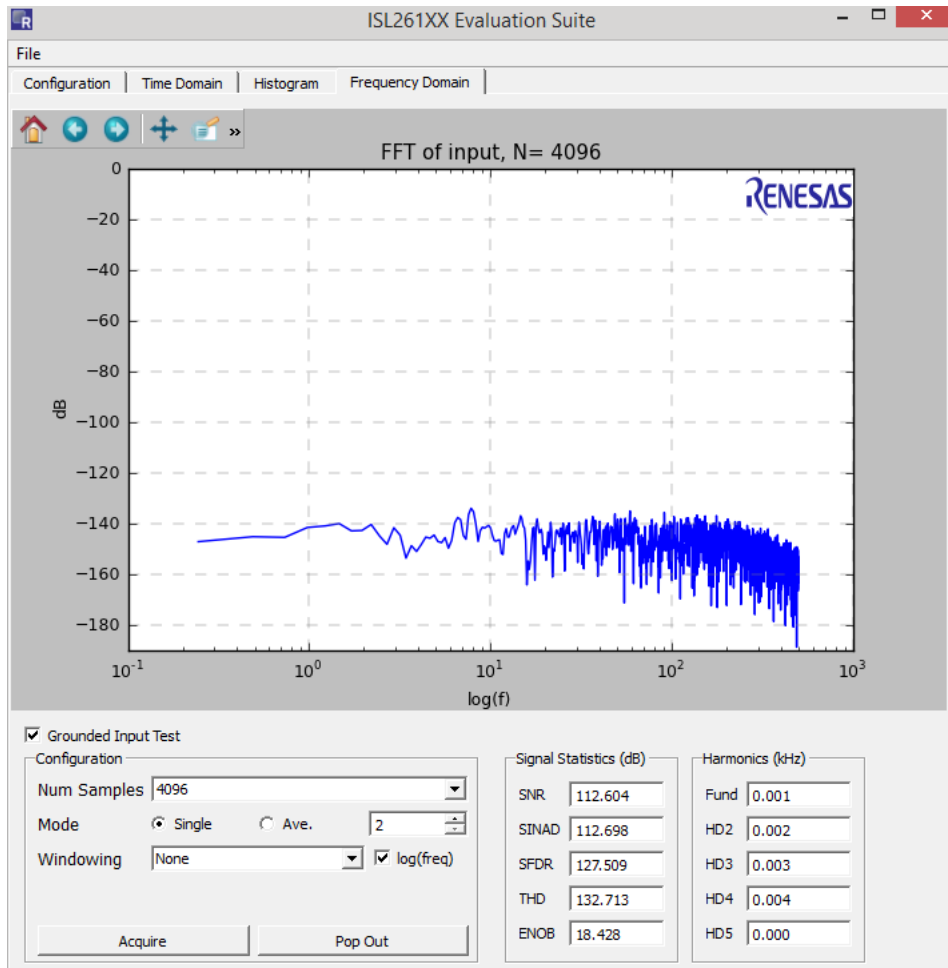 R
ISL261XX Evaluation Suite
File
Configuration Time Domain Histogram Frequency Domain
»
FFT of input, N= 4096
RENESAS
0
−20
−40
−60
−80
−100
−120
−140
−160
−180
dB
10⁻¹ 10⁰ 10¹ 10² 10³
log(f)
Grounded Input Test
Configuration
Num Samples 4096
Mode Single Ave. 2
Windowing None log(freq)
Acquire Pop Out
Signal Statistics (dB)
SNR 112.604
SINAD 112.698
SFDR 127.509
THD 132.713
ENOB 18.428
Harmonics (kHz)
Fund 0.001
HD2 0.002
HD3 0.003
HD4 0.004
HD5 0.000